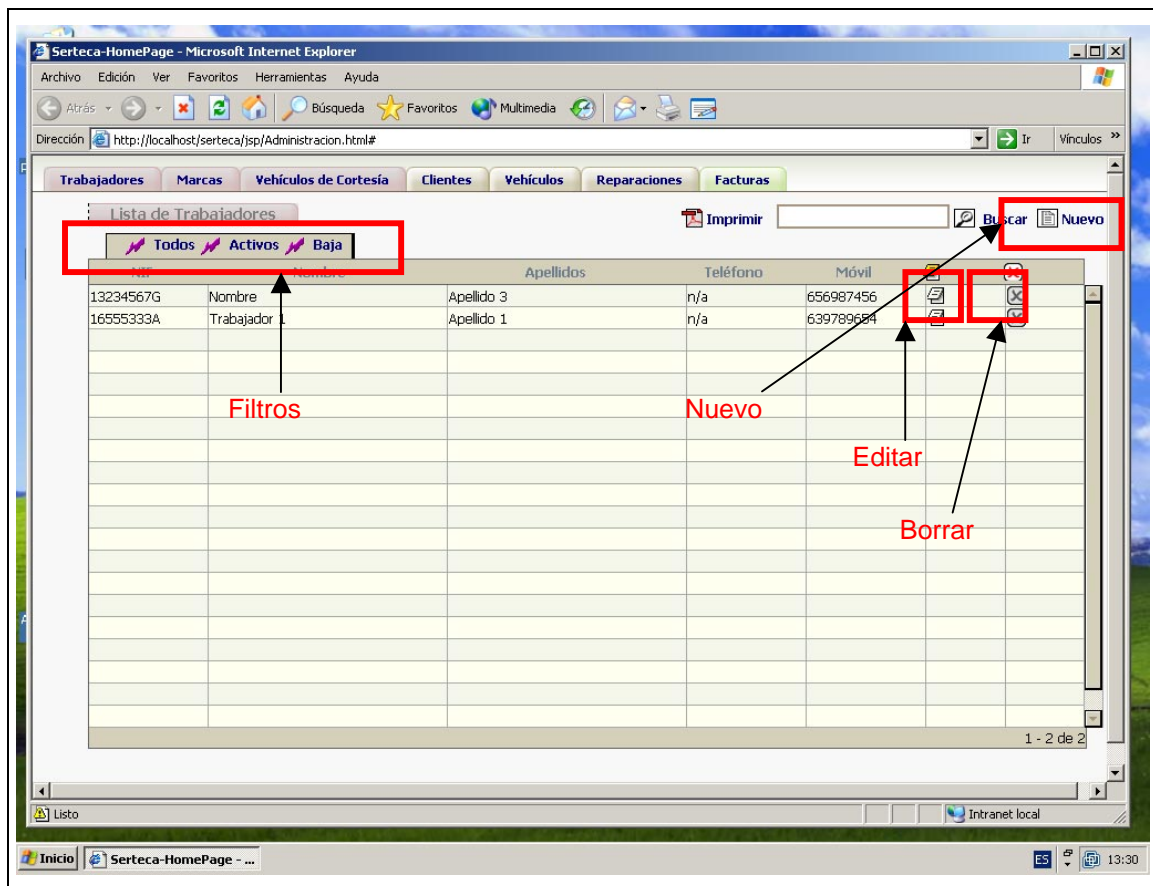 Serteca-HomePage - Microsoft Internet Explorer
Archivo Edición Ver Favoritos Herramientas Ayuda
Atrás Búsqueda Favoritos Multimedia
Dirección http://localhost/serteca/jsp/Administracion.html# Ir Vínculos »
Trabajadores Marcas Vehículos de Cortesía Clientes Vehículos Reparaciones Facturas
Lista de Trabajadores Imprimir Buscar Nuevo
Todos Activos Baja
NIF Nombre Apellidos Teléfono Móvil
13234567G Nombre Apellido 3 n/a 656987456
16555333A Trabajador 1 Apellido 1 n/a 639789654
Filtros Nuevo
Editar
Borrar
1 - 2 de 2
Listo Intranet local
Inicio Serteca-HomePage - ... ES 13:30